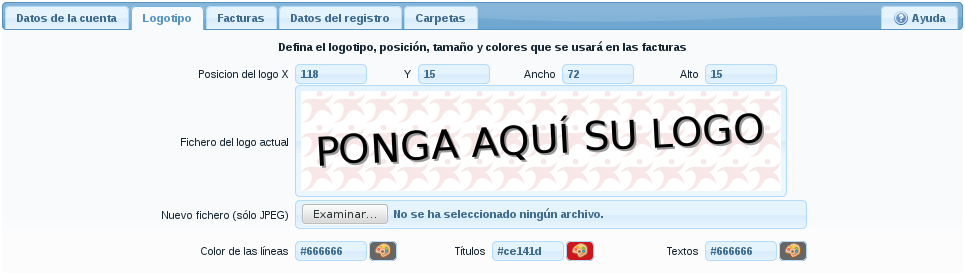 Datos de la cuenta Logotipo Facturas Datos del registro Carpetas Ayuda
Defina el logotipo, posición, tamaño y colores que se usará en las facturas
Posicion del logo X 118 Y 15 Ancho 72 Alto 15
Fichero del logo actual PONGA AQUÍ SU LOGO
Nuevo fichero (sólo JPEG) Examinar... No se ha seleccionado ningún archivo.
Color de las líneas #666666 Títulos #ce141d Textos #666666